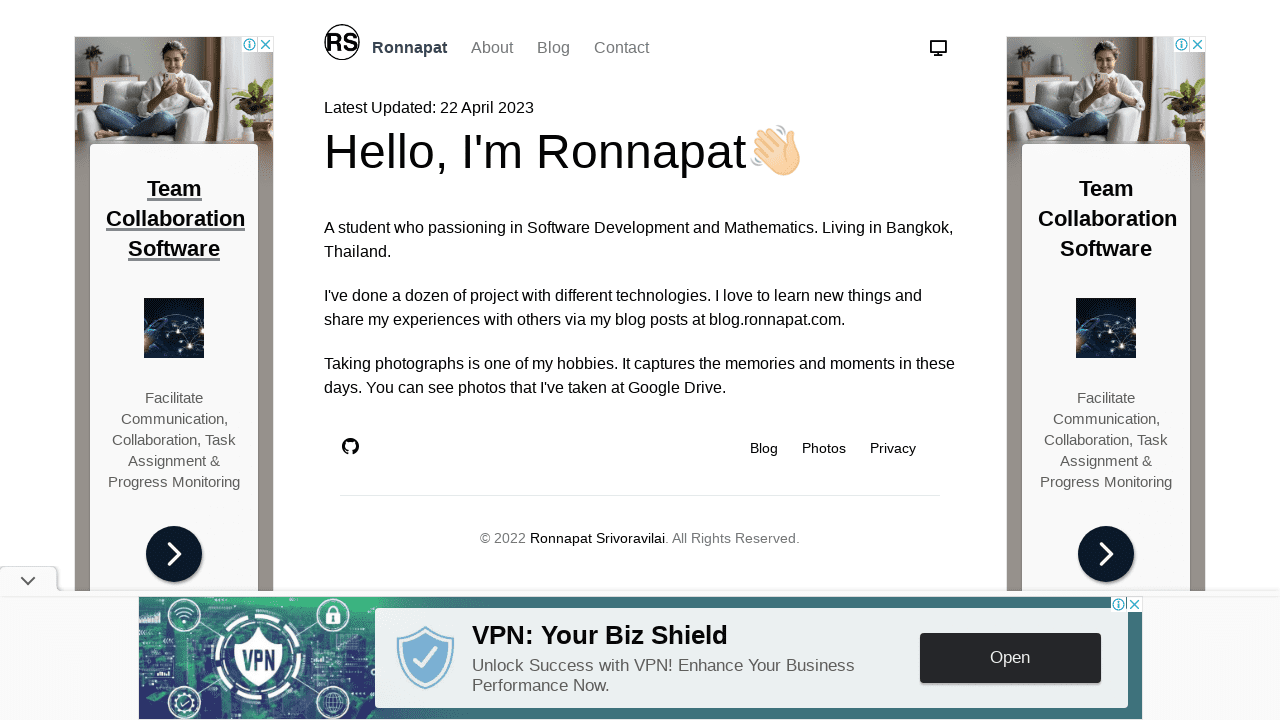 RS Ronnapat About Blog Contact
Latest Updated: 22 April 2023
Hello, I'm Ronnapat👋🏻
A student who passioning in Software Development and Mathematics. Living in Bangkok,
Thailand.
I've done a dozen of project with different technologies. I love to learn new things and
share my experiences with others via my blog posts at blog.ronnapat.com.
Taking photographs is one of my hobbies. It captures the memories and moments in these
days. You can see photos that I've taken at Google Drive.
Blog Photos Privacy
© 2022 Ronnapat Srivoravilai. All Rights Reserved.
Team
Collaboration
Software
Facilitate
Communication,
Collaboration, Task
Assignment &
Progress Monitoring
Team
Collaboration
Software
Facilitate
Communication,
Collaboration, Task
Assignment &
Progress Monitoring
VPN
VPN: Your Biz Shield
Unlock Success with VPN! Enhance Your Business
Performance Now.
Open